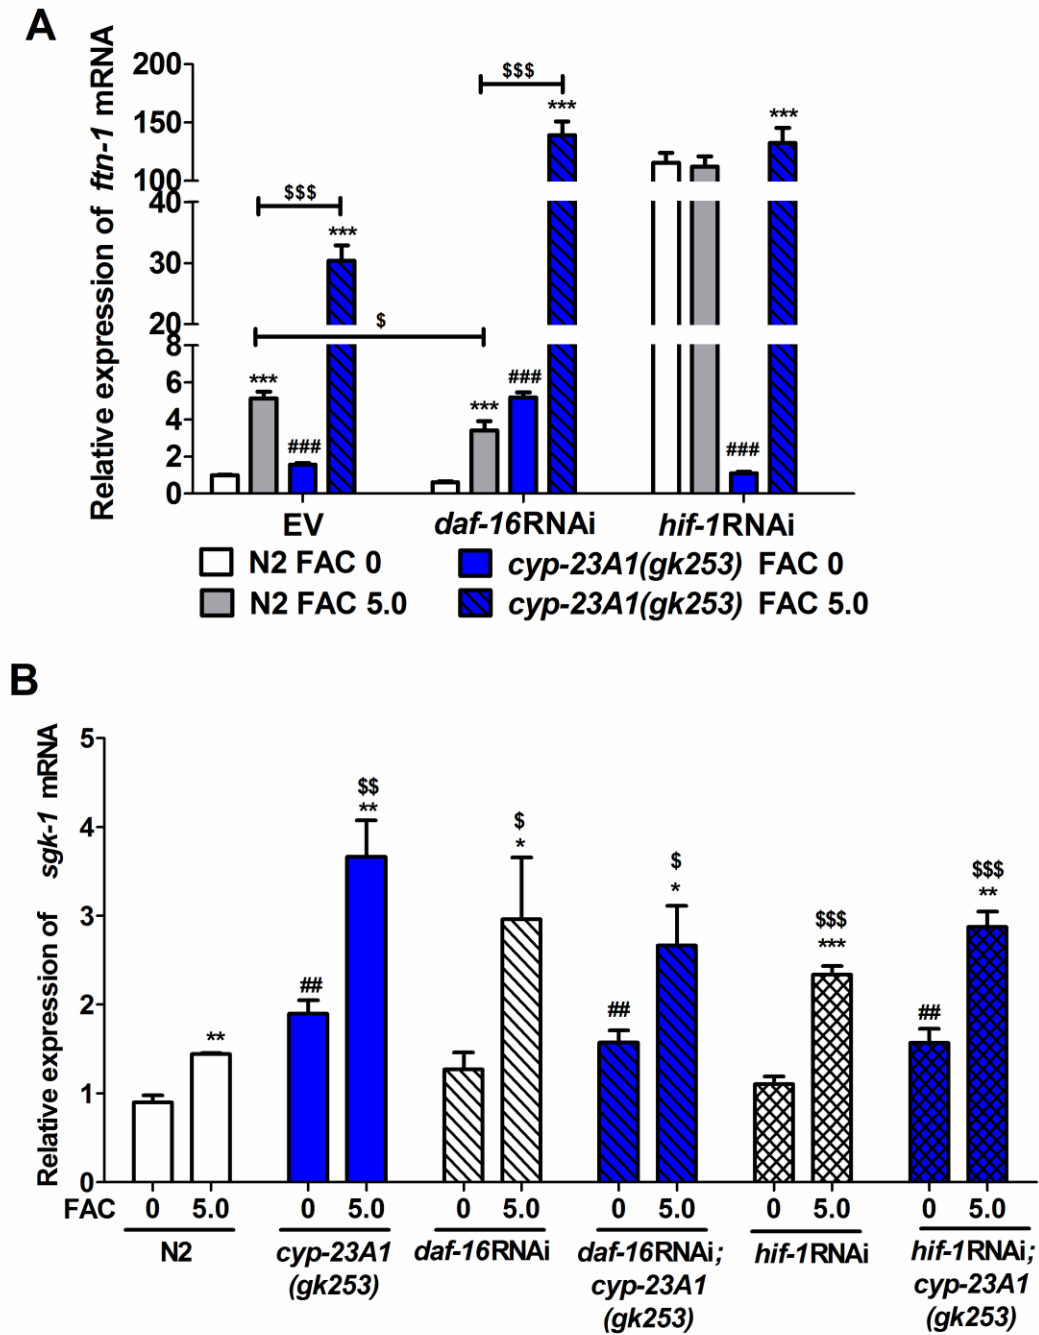 A
Relative expression of ftn-1 mRNA
200
150
100
40
30
20
8
6
4
2
0
$$$
$$$
$
***
###
***
***
###
***
###
***
EV
daf-16RNAi
hif-1RNAi
N2 FAC 0
cyp-23A1(gk253) FAC 0
N2 FAC 5.0
cyp-23A1(gk253) FAC 5.0
B
Relative expression of sgk-1 mRNA
5
4
3
2
1
0
**
##
$$
**
$
*
##
$
*
$$$
***
##
$$$
**
FAC 0 5.0 0 5.0 0 5.0 0 5.0 0 5.0 0 5.0
N2
cyp-23A1
(gk253)
daf-16RNAi
daf-16RNAi;
cyp-23A1
(gk253)
hif-1RNAi
hif-1RNAi;
cyp-23A1
(gk253)